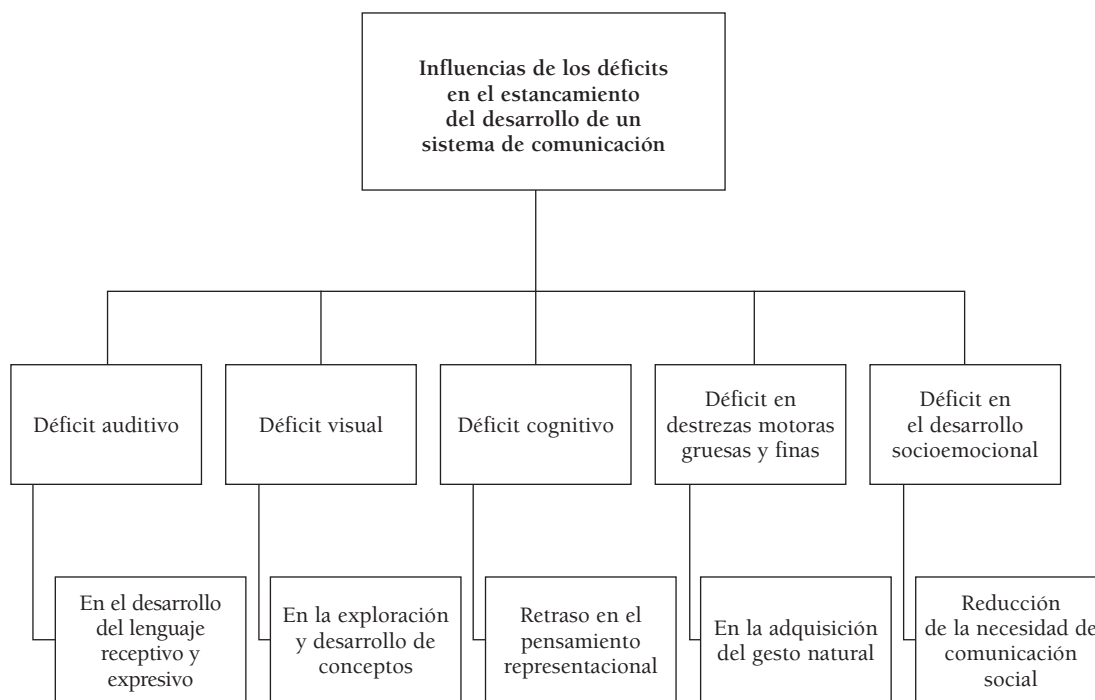 Influencias de los déficits
en el estancamiento
del desarrollo de un
sistema de comunicación
Déficit auditivo
Déficit visual
Déficit cognitivo
Déficit en
destrezas motoras
gruesas y finas
Déficit en
el desarrollo
socioemocional
En el desarrollo
del lenguaje
receptivo y
expresivo
En la exploración
y desarrollo de
conceptos
Retraso en el
pensamiento
representacional
En la adquisición
del gesto natural
Reducción
de la necesidad de
comunicación
social